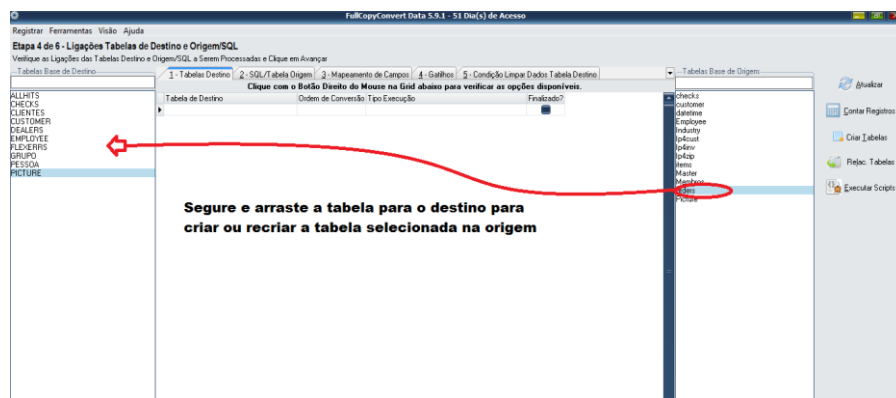 FullCopyConvert Data 5.9.1 - 51 Dia(s) de Acesso
Registrar Ferramentas Visão Ajuda
Etapa 4 de 6 - Ligações Tabelas de Destino e Origem/SQL
Verifique as Ligações das Tabelas Destino e Origem/SQL a Serem Processadas e Clique em Avançar
Tabelas Base de Destino
ALLHITS
CHECKS
CLIENTES
CUSTOMER
DEALERS
EMPLOYEE
FLEXERRS
GRUPO
PESSOA
PICTURE
1 - Tabelas Destino 2 - SQL/Tabela Origem 3 - Mapeamento de Campos 4 - Gatilhos 5 - Condição Limpar Dados Tabela Destino
Clique com o Botão Direito do Mouse na Grid abaixo para verificar as opções disponíveis.
Tabela de Destino Ordem de Conversão Tipo Execução Finalizado?
Segure e arraste a tabela para o destino para
criar ou recriar a tabela selecionada na origem
Tabelas Base de Origem
checks
customer
datetime
Employee
Industry
lp4cust
lp4inv
lp4zip
items
Master
Membros
Picture
Atualizar
Contar Registros
Criar Tabelas
Relac. Tabelas
Executar Scripts